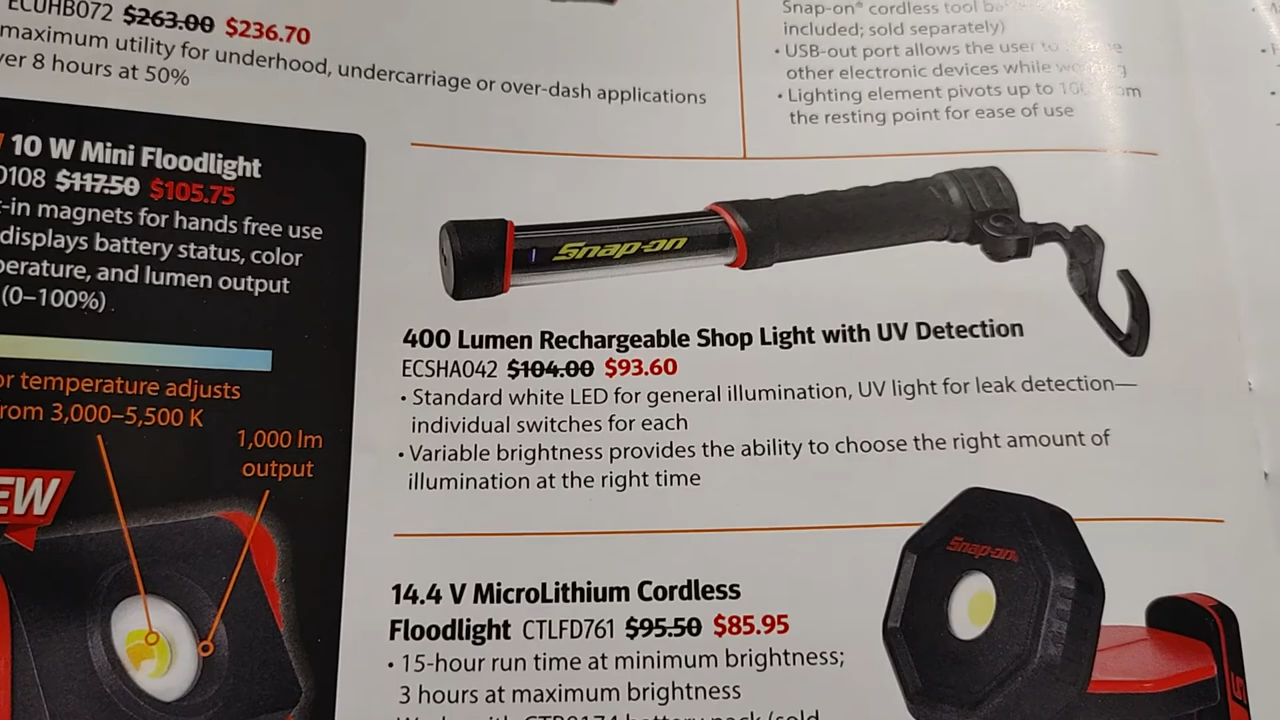 ECUHB072 $263.00 $236.70
maximum utility for underhood, undercarriage or over-dash applications
8 hours at 50%
Snap-on® cordless tool
included; sold separately)
• USB-out port allows the user to
other electronic devices while
• Lighting element pivots up to
the resting point for ease of use
10 W Mini Floodlight
0108 $117.50 $105.75
-in magnets for hands free use
displays battery status, color
perature, and lumen output
(0–100%)
or temperature adjusts
from 3,000–5,500 K
1,000 lm
output
EW
Snap-on
400 Lumen Rechargeable Shop Light with UV Detection
ECSHA042 $104.00 $93.60
• Standard white LED for general illumination, UV light for leak detection—
individual switches for each
• Variable brightness provides the ability to choose the right amount of
illumination at the right time
Snap-on
14.4 V MicroLithium Cordless
Floodlight CTLFD761 $95.50 $85.95
• 15-hour run time at minimum brightness;
3 hours at maximum brightness